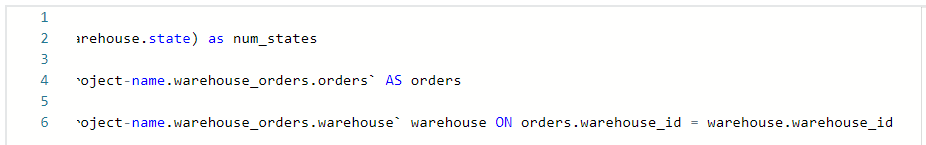 1
2 arehouse.state) as num_states
3
4 roject-name.warehouse_orders.orders` AS orders
5
6 roject-name.warehouse_orders.warehouse` warehouse ON orders.warehouse_id = warehouse.warehouse_id